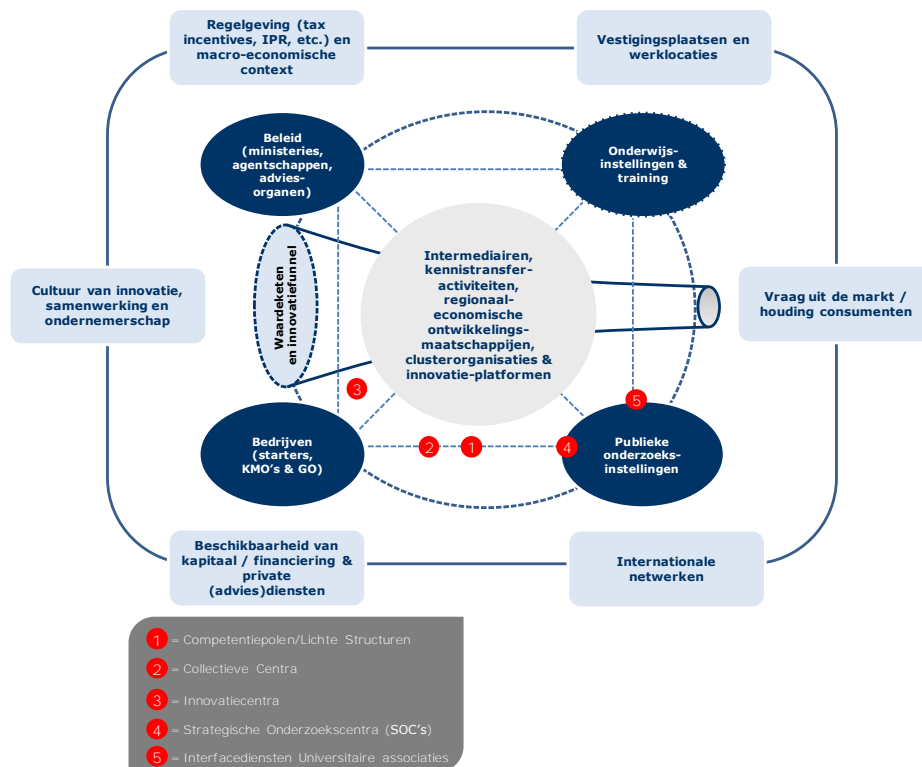 Regelgeving (tax
incentives, IPR, etc.) en
macro-economische
context
Vestigingsplaatsen en
werklocaties
Beleid
(ministeries,
agentschappen,
advies-
organen)
Onderwijs-
instellingen &
training
Cultuur van innovatie,
samenwerking en
ondernemerschap
Waardeketen
en innovatiefunnel
Intermediairen,
kennistransfer-
activiteiten,
regionaal-
economische
ontwikkelings-
maatschappijen,
clusterorganisaties &
innovatie-platformen
Vraag uit de markt /
houding consumenten
3
5
Bedrijven
(starters,
KMO's & GO)
2
1
4
Publieke
onderzoeks-
instellingen
Beschikbaarheid van
kapitaal / financiering &
private
(advies)diensten
Internationale
netwerken
1 = Competentiepolen/Lichte Structuren
2 = Collectieve Centra
3 = Innovatiecentra
4 = Strategische Onderzoekscentra (SOC's)
5 = Interfacediensten Universitaire associaties